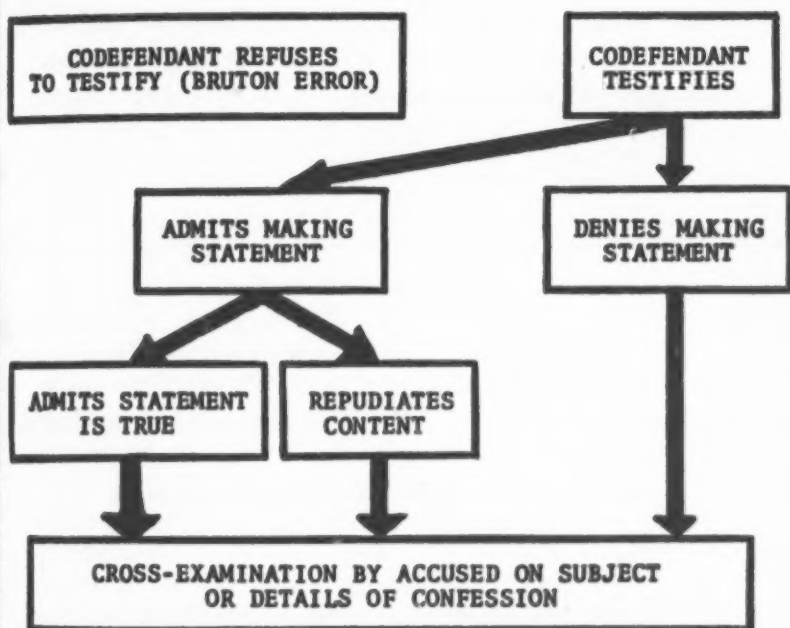 CODEFENDANT REFUSES
TO TESTIFY (BRUTON ERROR)
CODEFENDANT
TESTIFIES
ADMITS MAKING
STATEMENT
DENIES MAKING
STATEMENT
ADMITS STATEMENT
IS TRUE
REPUDIATES
CONTENT
CROSS-EXAMINATION BY ACCUSED ON SUBJECT
OR DETAILS OF CONFESSION